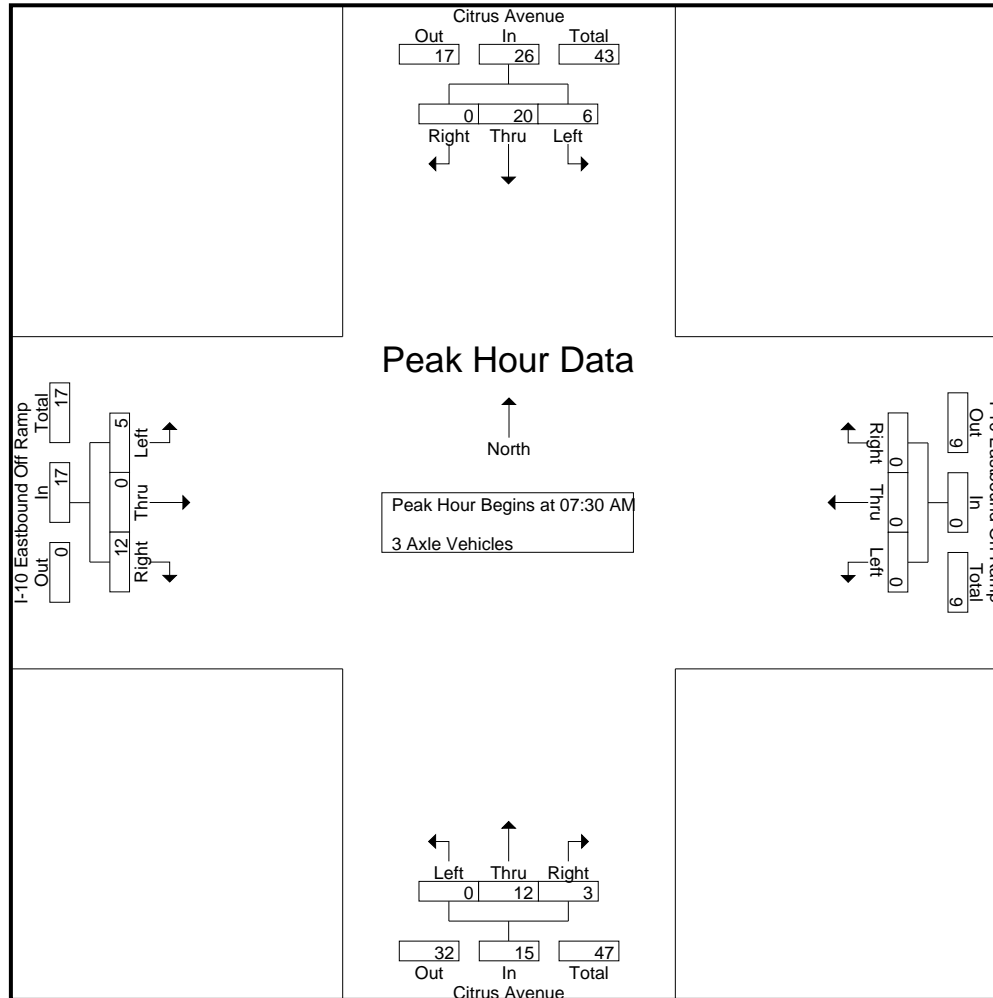 Citrus Avenue
Out In Total
17 26 43
0 20 6
Right Thru Left
Peak Hour Data
North
Peak Hour Begins at 07:30 AM
3 Axle Vehicles
I-10 Eastbound Off Ramp
Out In Total
0 17 17
12 0 5
Right Thru Left
Out In Total
9 0 9
0 0 0
Right Thru Left
Left Thru Right
0 12 3
32 15 47
Out In Total
Citrus Avenue